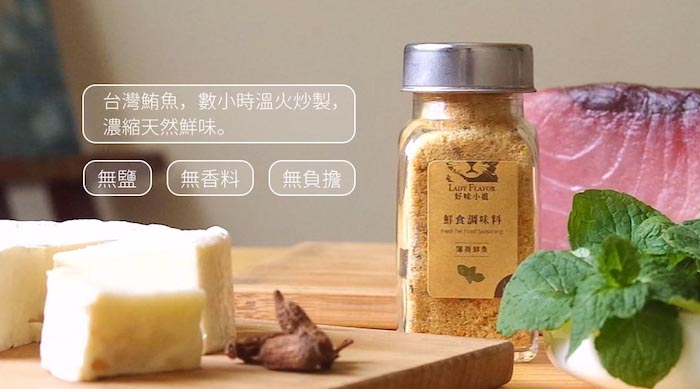 台灣鮪魚，數小時溫火炒製，
濃縮天然鮮味。
無鹽
無香料
無負擔
LADY FLAVOR
好味小姐
鮮食調味料
Fresh Pet Food Seasoning
薄荷鮮魚